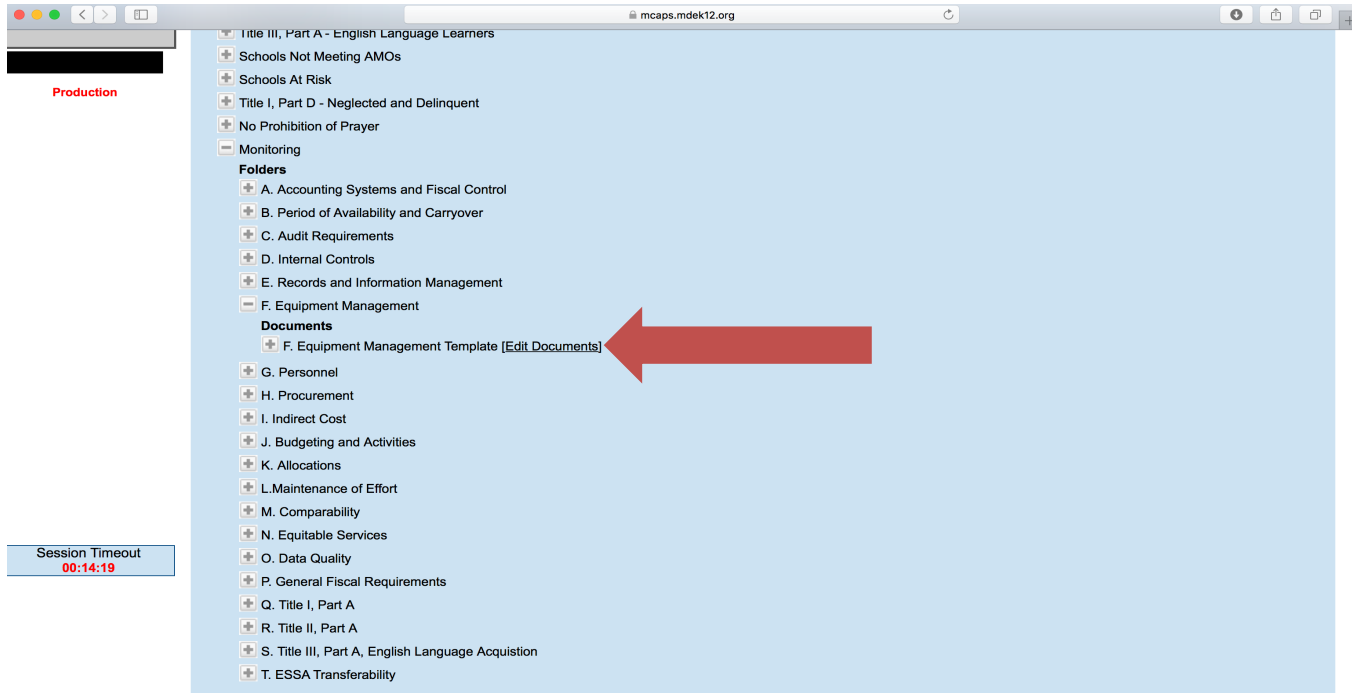 mcaps.mdek12.org
Title III, Part A - English Language Learners
Schools Not Meeting AMOs
Schools At Risk
Production
Title I, Part D - Neglected and Delinquent
No Prohibition of Prayer
Monitoring
Folders
A. Accounting Systems and Fiscal Control
B. Period of Availability and Carryover
C. Audit Requirements
D. Internal Controls
E. Records and Information Management
F. Equipment Management
Documents
F. Equipment Management Template [Edit Documents]
G. Personnel
H. Procurement
I. Indirect Cost
J. Budgeting and Activities
K. Allocations
L.Maintenance of Effort
M. Comparability
N. Equitable Services
Session Timeout
00:14:19
O. Data Quality
P. General Fiscal Requirements
Q. Title I, Part A
R. Title II, Part A
S. Title III, Part A, English Language Acquistion
T. ESSA Transferability